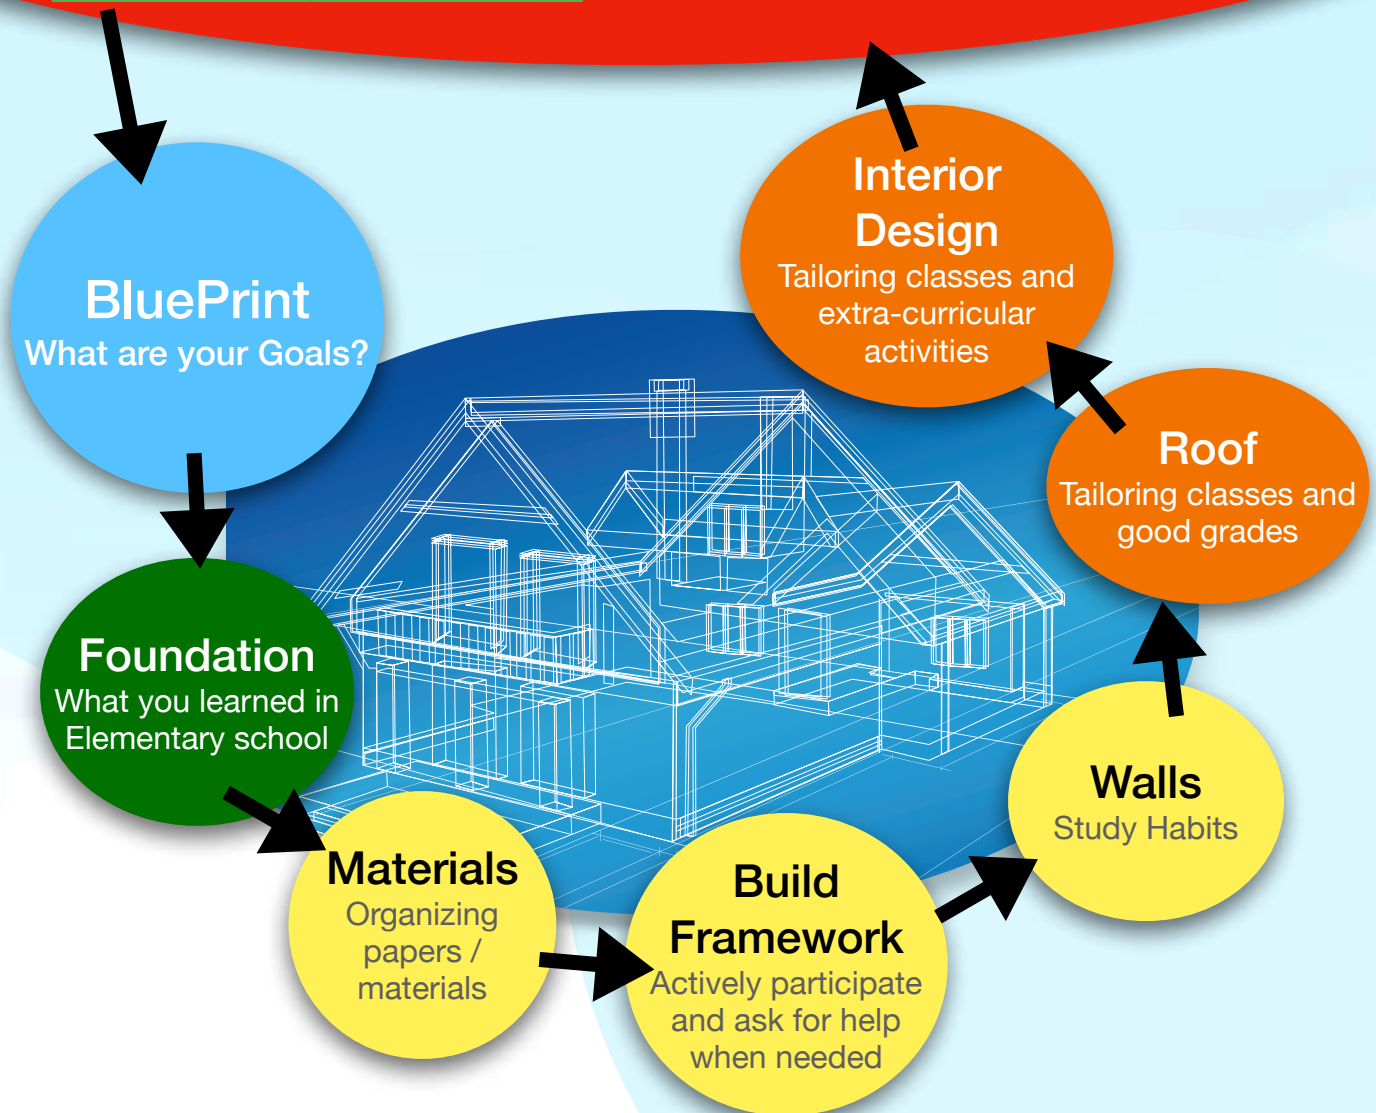 BluePrint
What are your Goals?
Foundation
What you learned in
Elementary school
Materials
Organizing
papers /
materials
Build
Framework
Actively participate
and ask for help
when needed
Walls
Study Habits
Roof
Tailoring classes and
good grades
Interior
Design
Tailoring classes and
extra-curricular
activities